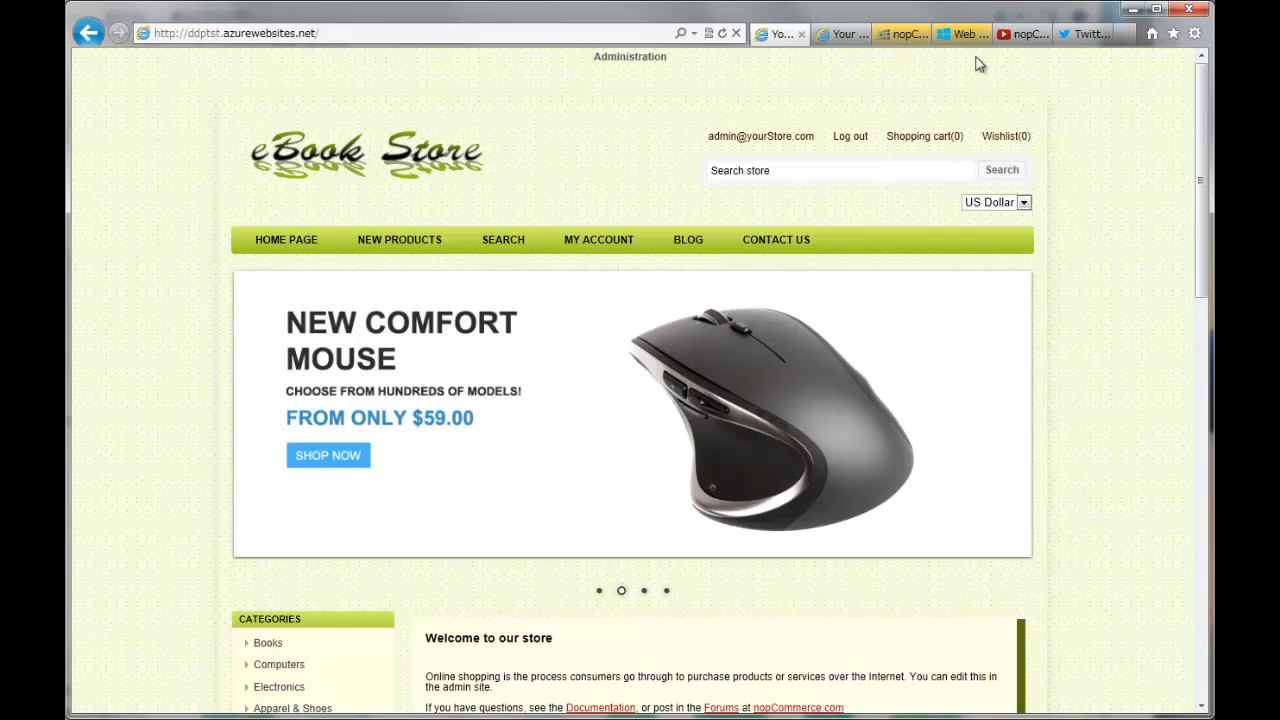 http://ddptst.azurewebsites.net/
Yo...
Your ...
nopC...
Web ...
nopC...
Twitt...
Administration
eBook Store
admin@yourStore.com Log out Shopping cart(0) Wishlist(0)
Search store Search
US Dollar
HOME PAGE NEW PRODUCTS SEARCH MY ACCOUNT BLOG CONTACT US
NEW COMFORT
MOUSE
CHOOSE FROM HUNDREDS OF MODELS!
FROM ONLY $59.00
SHOP NOW
CATEGORIES
Books
Computers
Electronics
Apparel & Shoes
Welcome to our store
Online shopping is the process consumers go through to purchase products or services over the Internet. You can edit this in
the admin site.
If you have questions, see the Documentation, or post in the Forums at nopCommerce.com